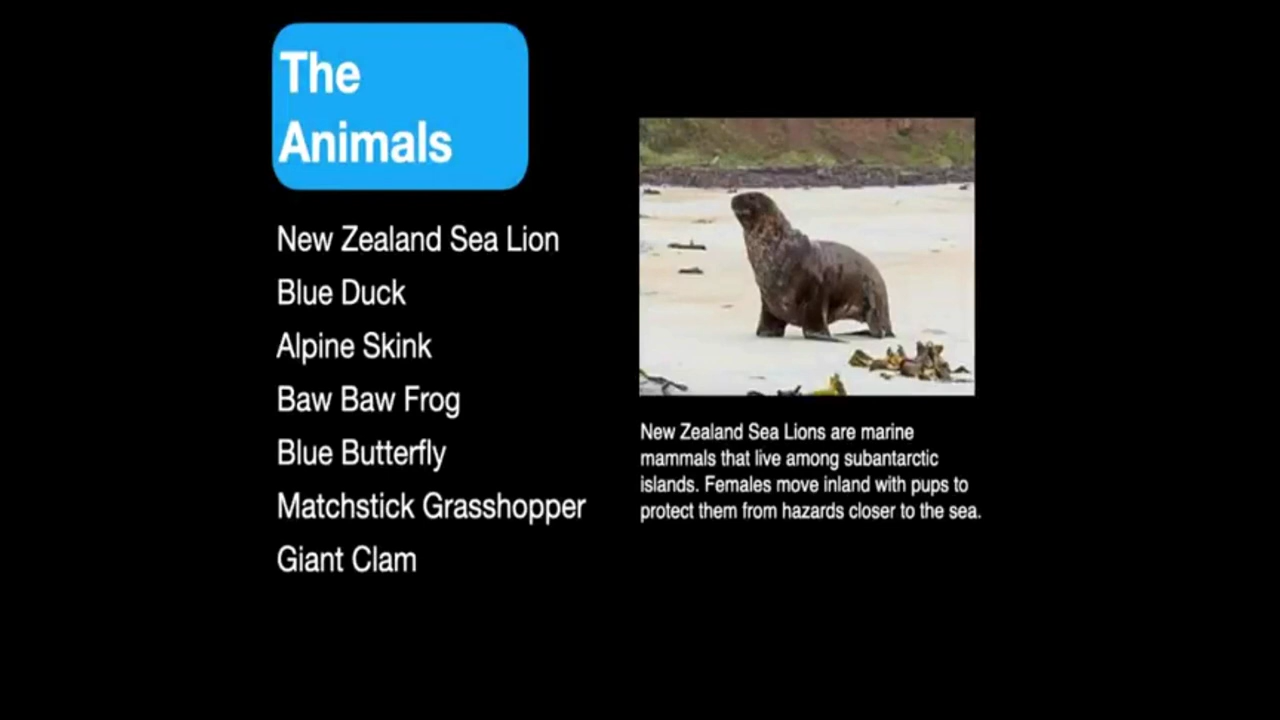 The
Animals
New Zealand Sea Lion
Blue Duck
Alpine Skink
Baw Baw Frog
Blue Butterfly
Matchstick Grasshopper
Giant Clam
New Zealand Sea Lions are marine
mammals that live among subantarctic
islands. Females move inland with pups to
protect them from hazards closer to the sea.